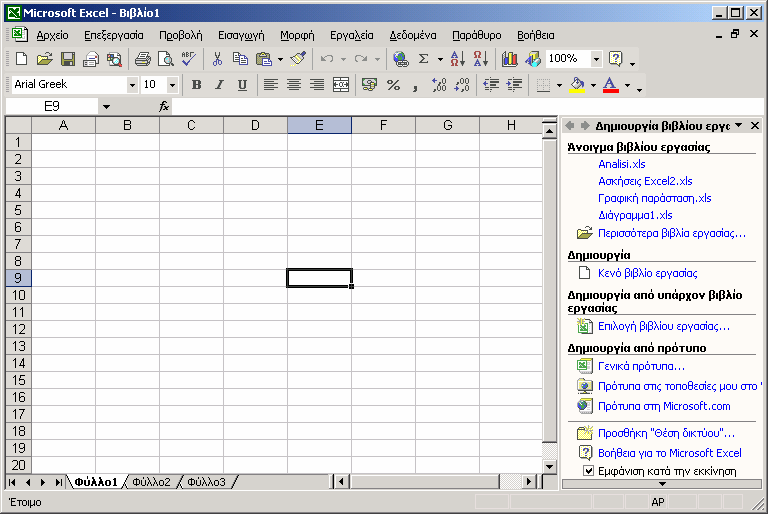 Microsoft Excel - Βιβλίο1
Αρχείο Επεξεργασία Προβολή Εισαγωγή Μορφή Εργαλεία Δεδομένα Παράθυρο Βοήθεια
100%
Arial Greek 10 B I U % ,
E9 fx
A B C D E F G H
1
2
3
4
5
6
7
8
9
10
11
12
13
14
15
16
17
18
19
20
Δημιουργία βιβλίου εργα
Άνοιγμα βιβλίου εργασίας
Analisi.xls
Ασκήσεις Excel2.xls
Γραφική παράσταση.xls
Διάγραμμα1.xls
Περισσότερα βιβλία εργασίας...
Δημιουργία
Κενό βιβλίο εργασίας
Δημιουργία από υπάρχον βιβλίο
εργασίας
Επιλογή βιβλίου εργασίας...
Δημιουργία από πρότυπο
Γενικά πρότυπα...
Πρότυπα στις τοποθεσίες μου στο
Πρότυπα στη Microsoft.com
Προσθήκη "Θέση δικτύου"...
Βοήθεια για το Microsoft Excel
Εμφάνιση κατά την εκκίνηση
Φύλλο1 Φύλλο2 Φύλλο3
Έτοιμο ΑΡ